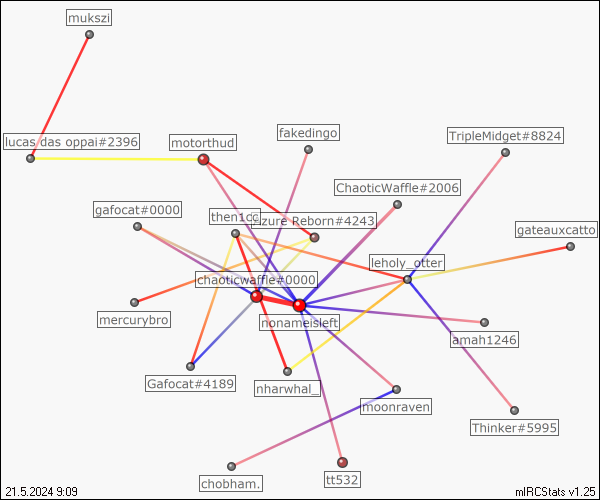 mukszi
lucas das oppai#2396
motorthud
fakedingo
TripleMidget#8824
ChaoticWaffle#2006
gafocat#0000
then1cc
Azure Reborn#4243
gateauxcatto
leholy_otter
chaoticwaffle#0000
mercurybro
nonameisleft
amah1246
Gafocat#4189
nharwhal_
moonraven
Thinker#5995
chobham.
tt532
21.5.2024 9:09
mIRCStats v1.25